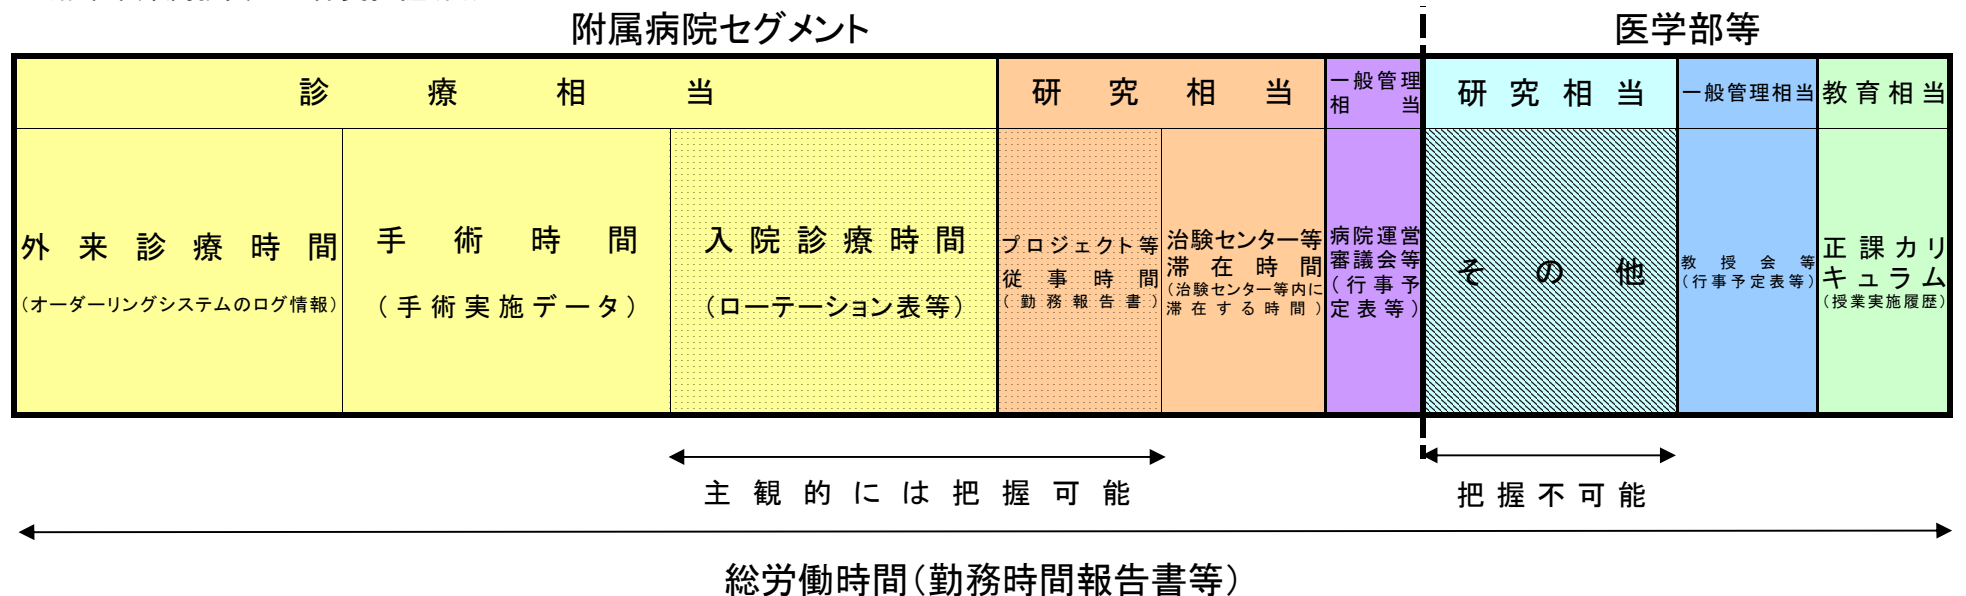 附属病院セグメント
医学部等
診療相当
研究相当
一般管理
相当
研究相当
一般管理相当
教育相当
外来診療時間
（オーダーリングシステムのログ情報）
手術時間
（手術実施データ）
入院診療時間
（ローテーション表等）
プロジェクト等
従事時間
（勤務報告書）
治験センター等
滞在時間
（治験センター等内に
滞在する時間）
病院運営
審議会等
（行事予
定表等）
その他
教授会等
（行事予定表等）
正課カリ
キュラム
（授業実施履歴）
主観的には把握可能
把握不可能
総労働時間（勤務時間報告書等）